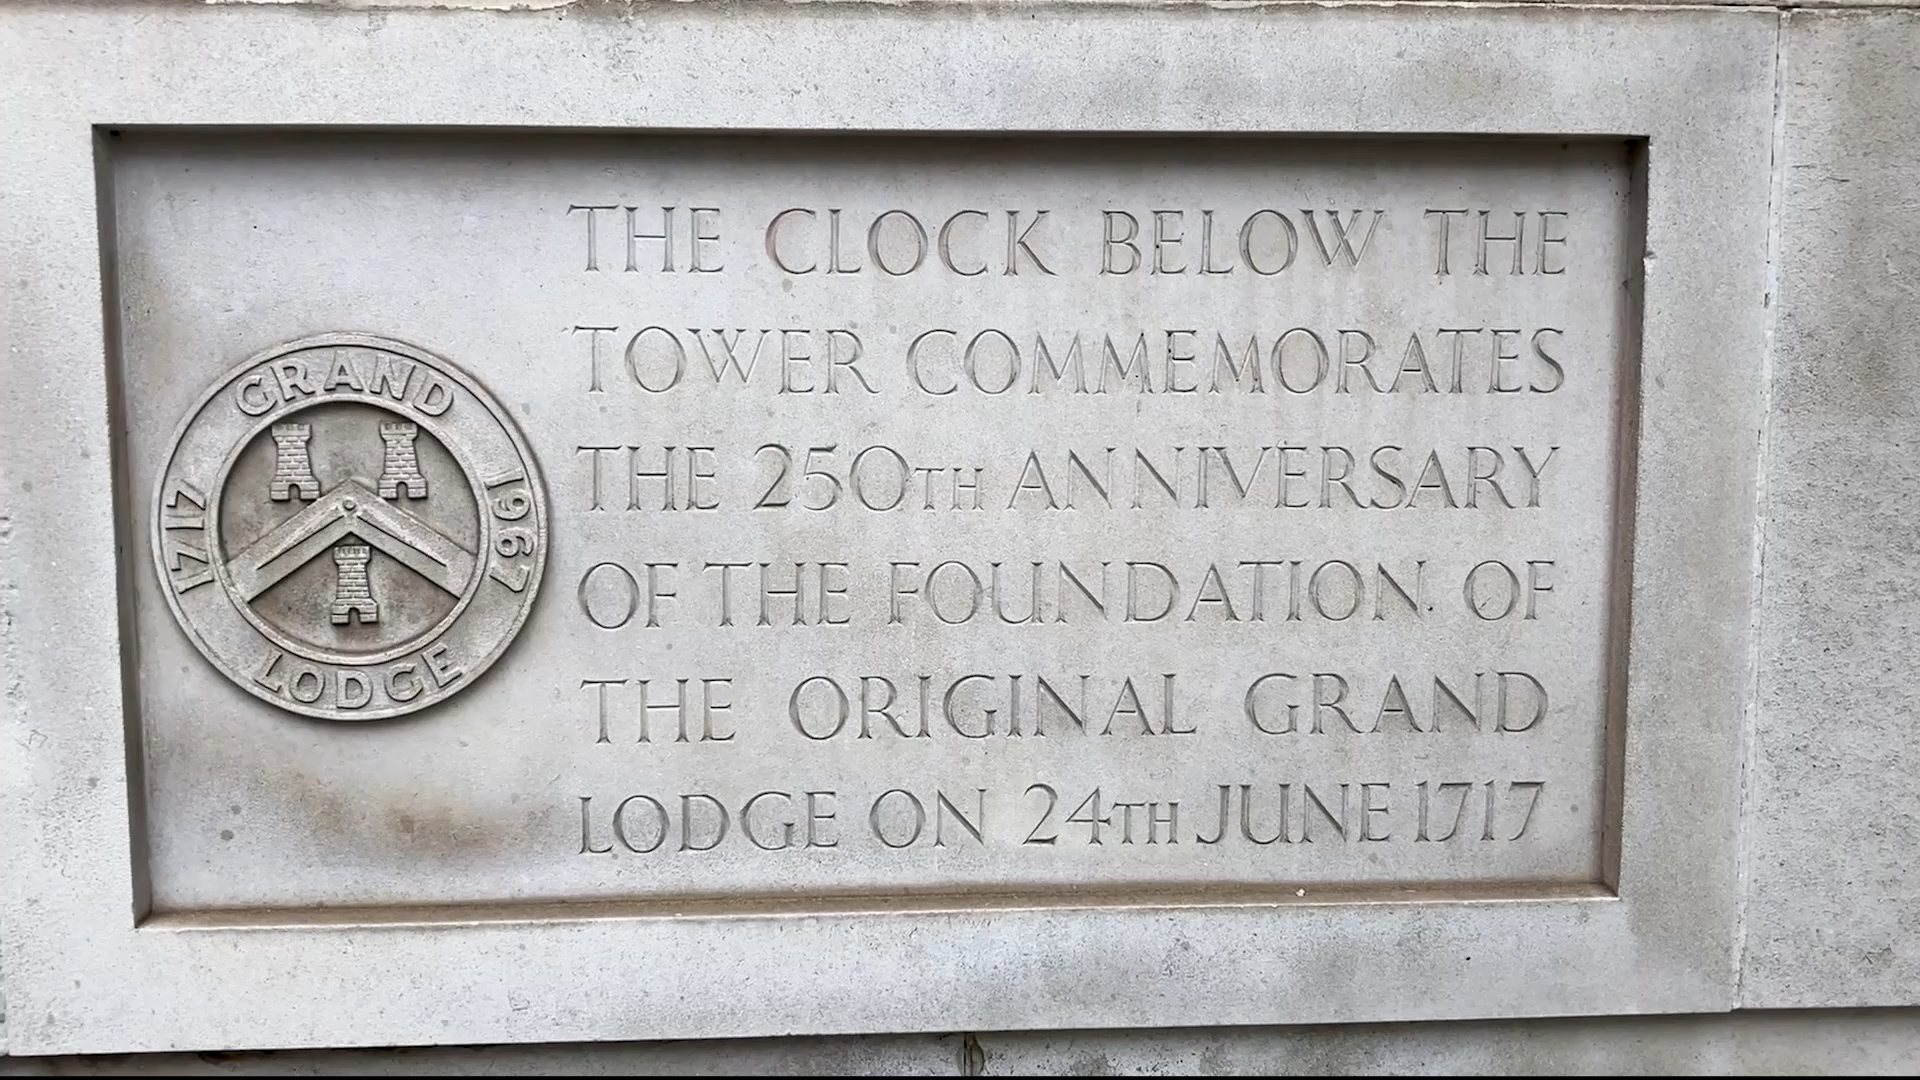 GRAND
1717
1967
LODGE
THE CLOCK BELOW THE
TOWER COMMEMORATES
THE 250TH ANNIVERSARY
OF THE FOUNDATION OF
THE ORIGINAL GRAND
LODGE ON 24TH JUNE 1717